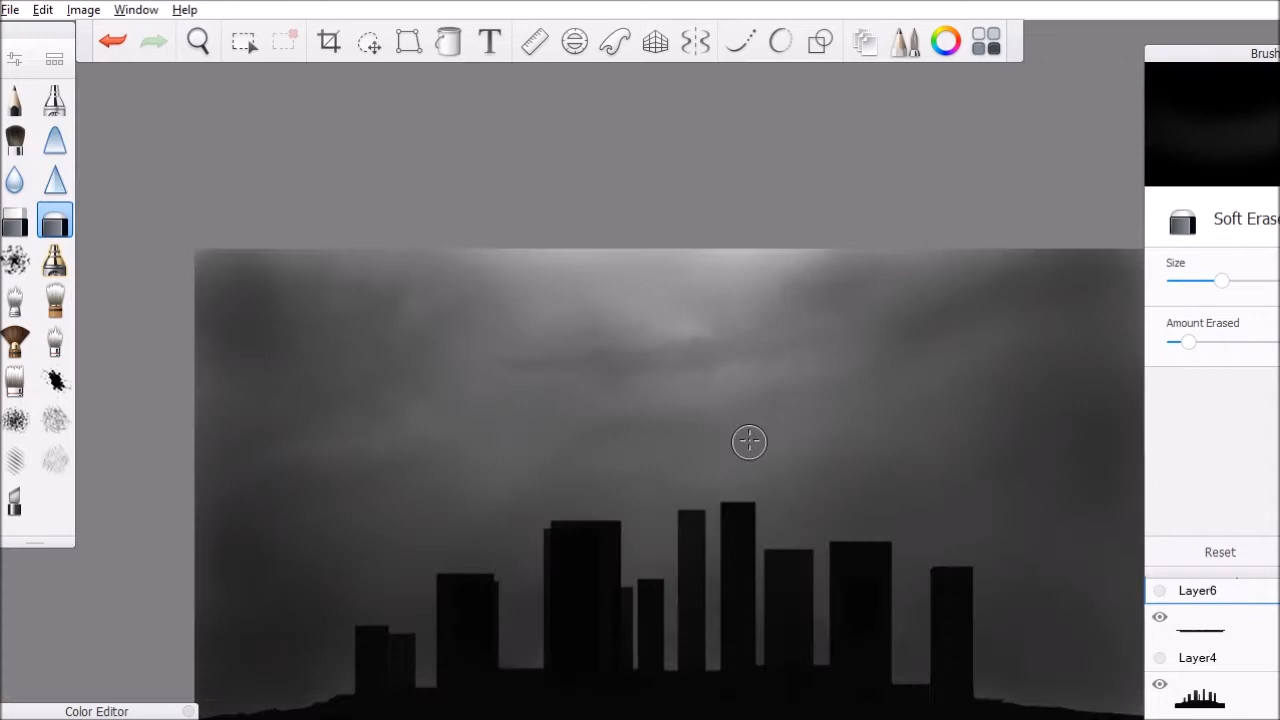 File Edit Image Window Help
T
Brush
Soft Eras
Size
Amount Erased
Reset
Layer6
Layer4
Color Editor